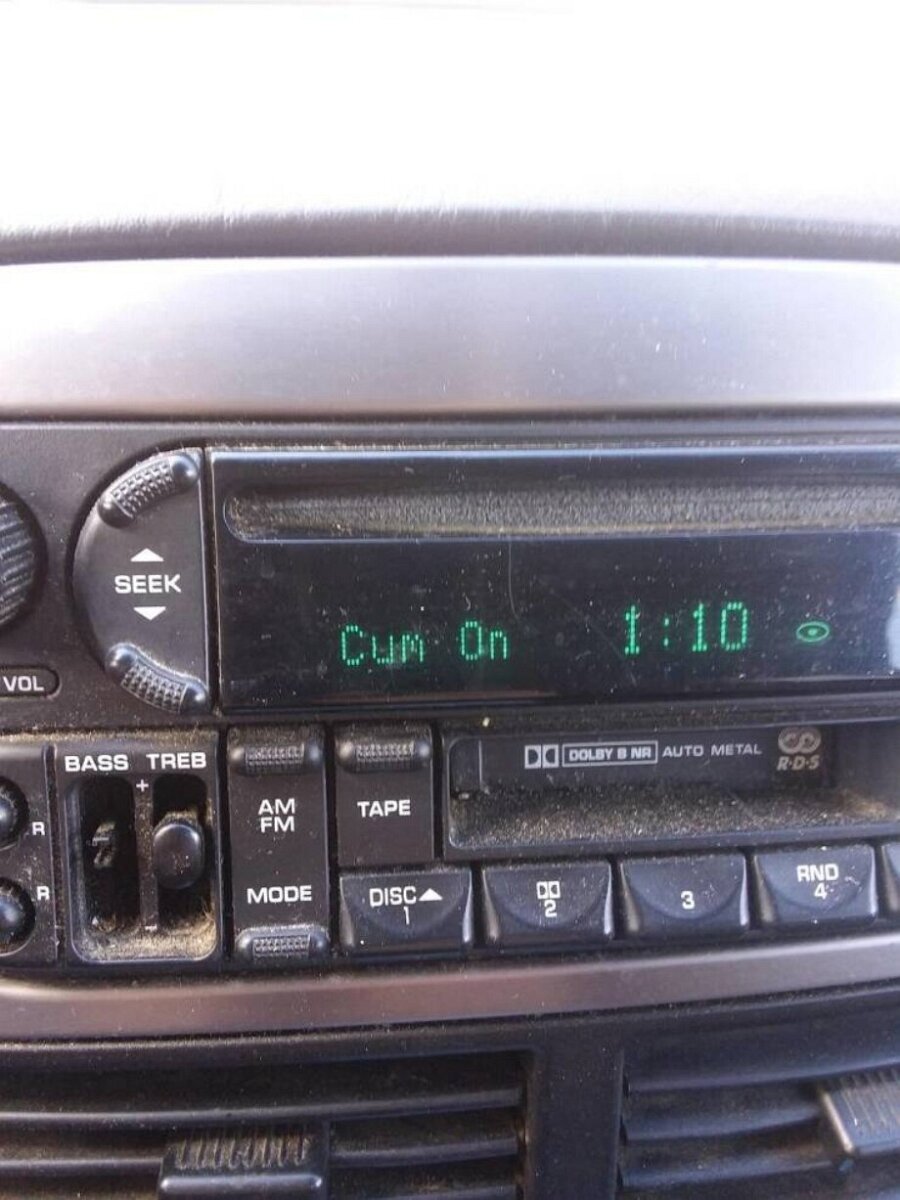 SEEK
Cum On 1:10
VOL
BASS TREB
+
-
R
R
AM
FM
MODE
TAPE
DOLBY B NR AUTO METAL
R·D·S
DISC
1
2
3
RND
4